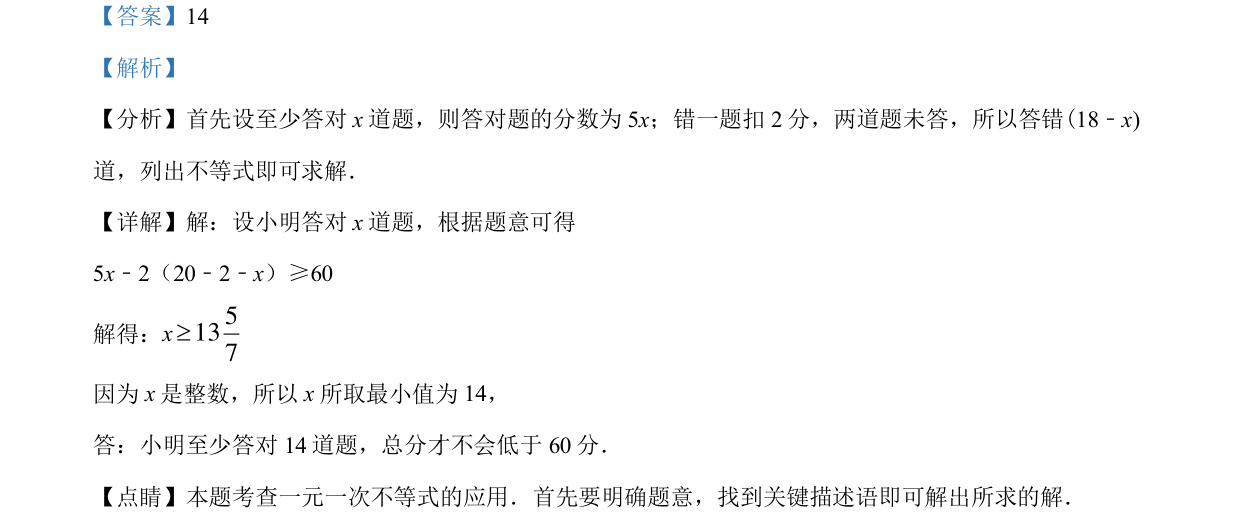 【答案】14
【解析】
【分析】首先设至少答对 x 道题，则答对题的分数为 5x；错一题扣 2 分，两道题未答，所以答错(18﹣x)
道，列出不等式即可求解．
【详解】解：设小明答对 x 道题，根据题意可得
5x﹣2（20﹣2﹣x）≥60
解得：x≥13 5/7
因为 x 是整数，所以 x 所取最小值为 14，
答：小明至少答对 14 道题，总分才不会低于 60 分．
【点睛】本题考查一元一次不等式的应用．首先要明确题意，找到关键描述语即可解出所求的解．